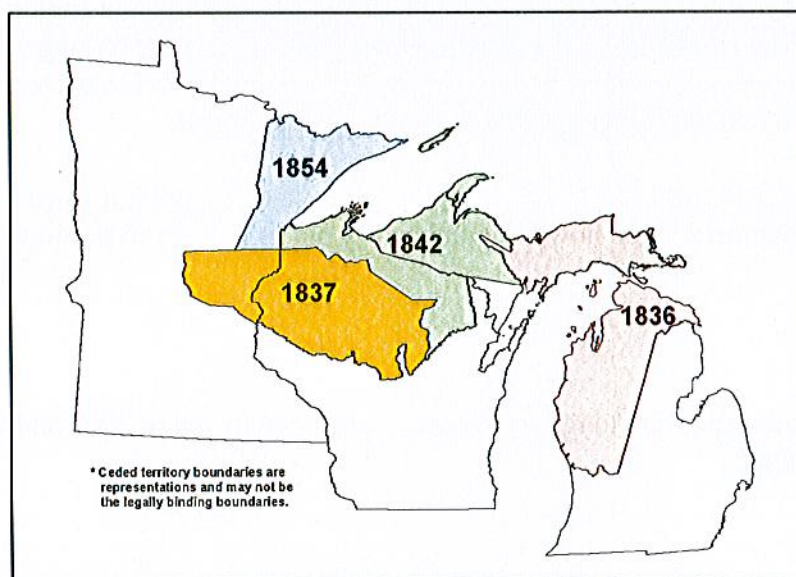 1854
1842
1837
1836
* Ceded territory boundaries are
representations and may not be
the legally binding boundaries.